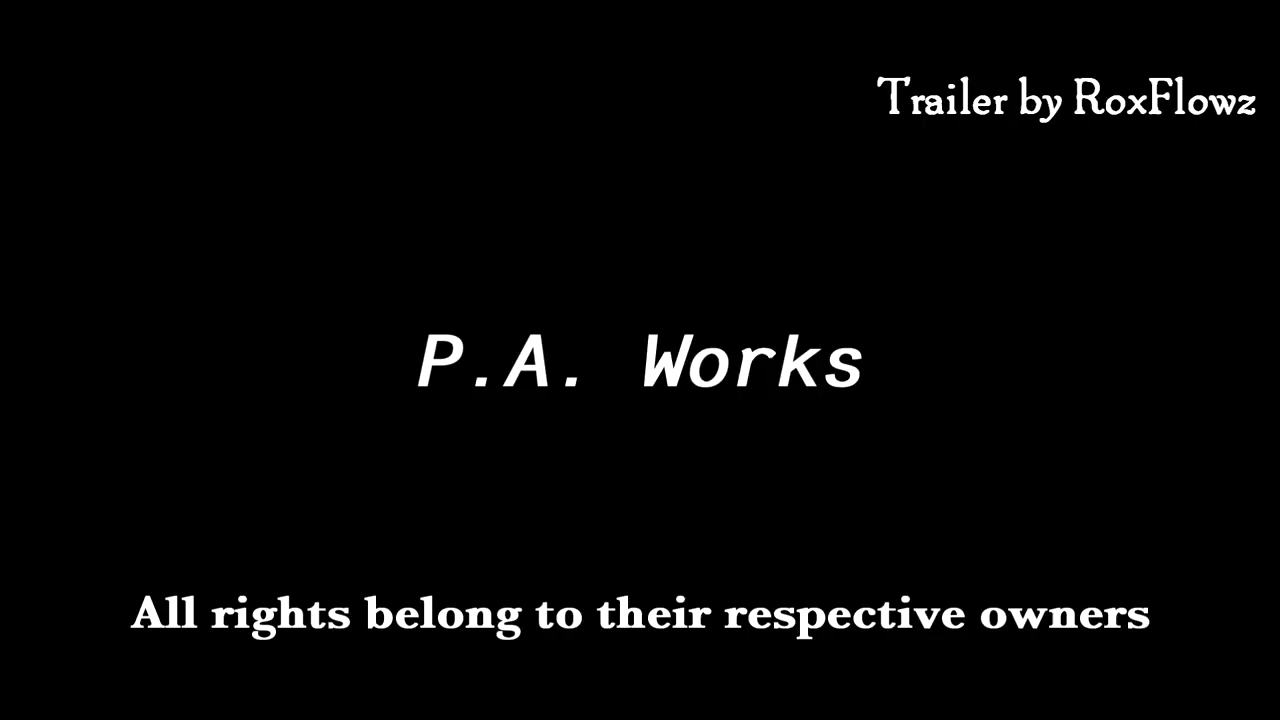 Trailer by RoxFlowz
P.A. Works
All rights belong to their respective owners